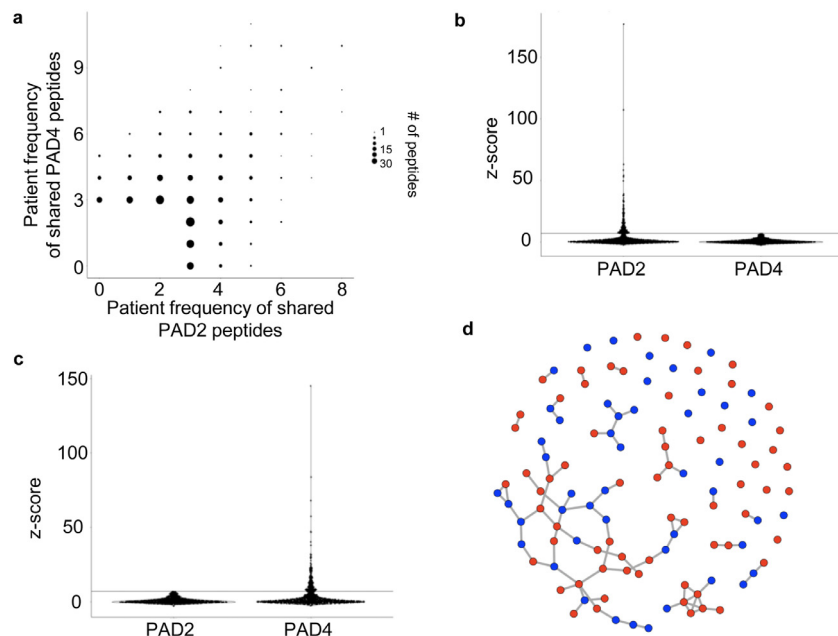 a
Patient frequency
of shared PAD4 peptides
9
6
3
0
0 2 4 6 8
Patient frequency of shared
PAD2 peptides
# of peptides
1
15
30
b
z-score
150
100
50
0
PAD2 PAD4
c
z-score
150
100
50
0
PAD2 PAD4
d